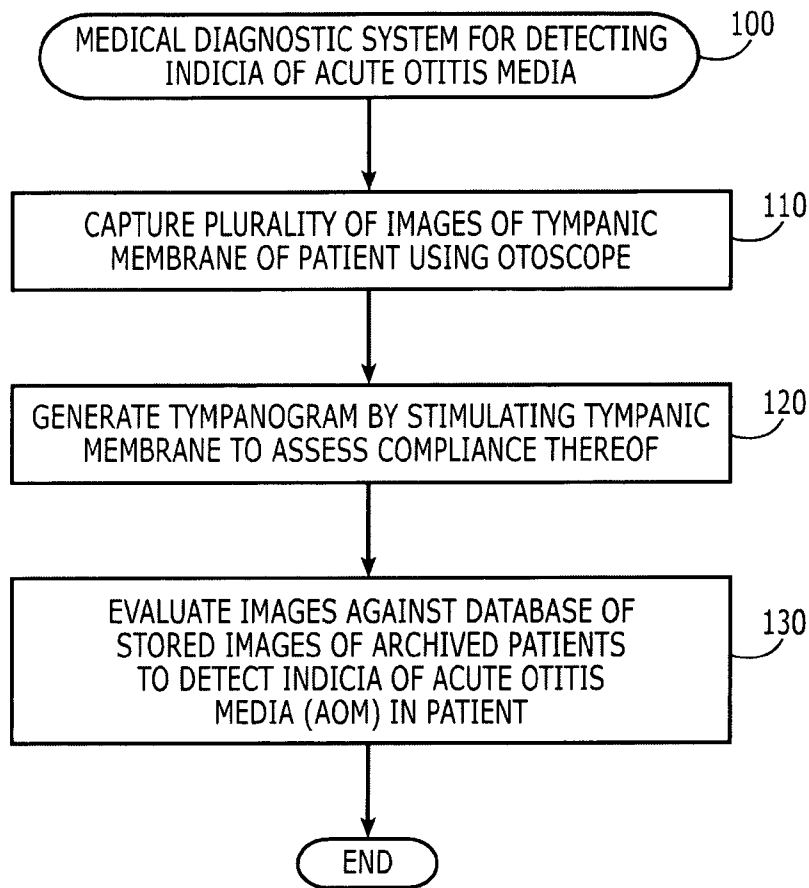 MEDICAL DIAGNOSTIC SYSTEM FOR DETECTING
INDICIA OF ACUTE OTITIS MEDIA
100
CAPTURE PLURALITY OF IMAGES OF TYMPANIC
MEMBRANE OF PATIENT USING OTOSCOPE
110
GENERATE TYMPANOGRAM BY STIMULATING TYMPANIC
MEMBRANE TO ASSESS COMPLIANCE THEREOF
120
EVALUATE IMAGES AGAINST DATABASE OF
STORED IMAGES OF ARCHIVED PATIENTS
TO DETECT INDICIA OF ACUTE OTITIS
MEDIA (AOM) IN PATIENT
130
END